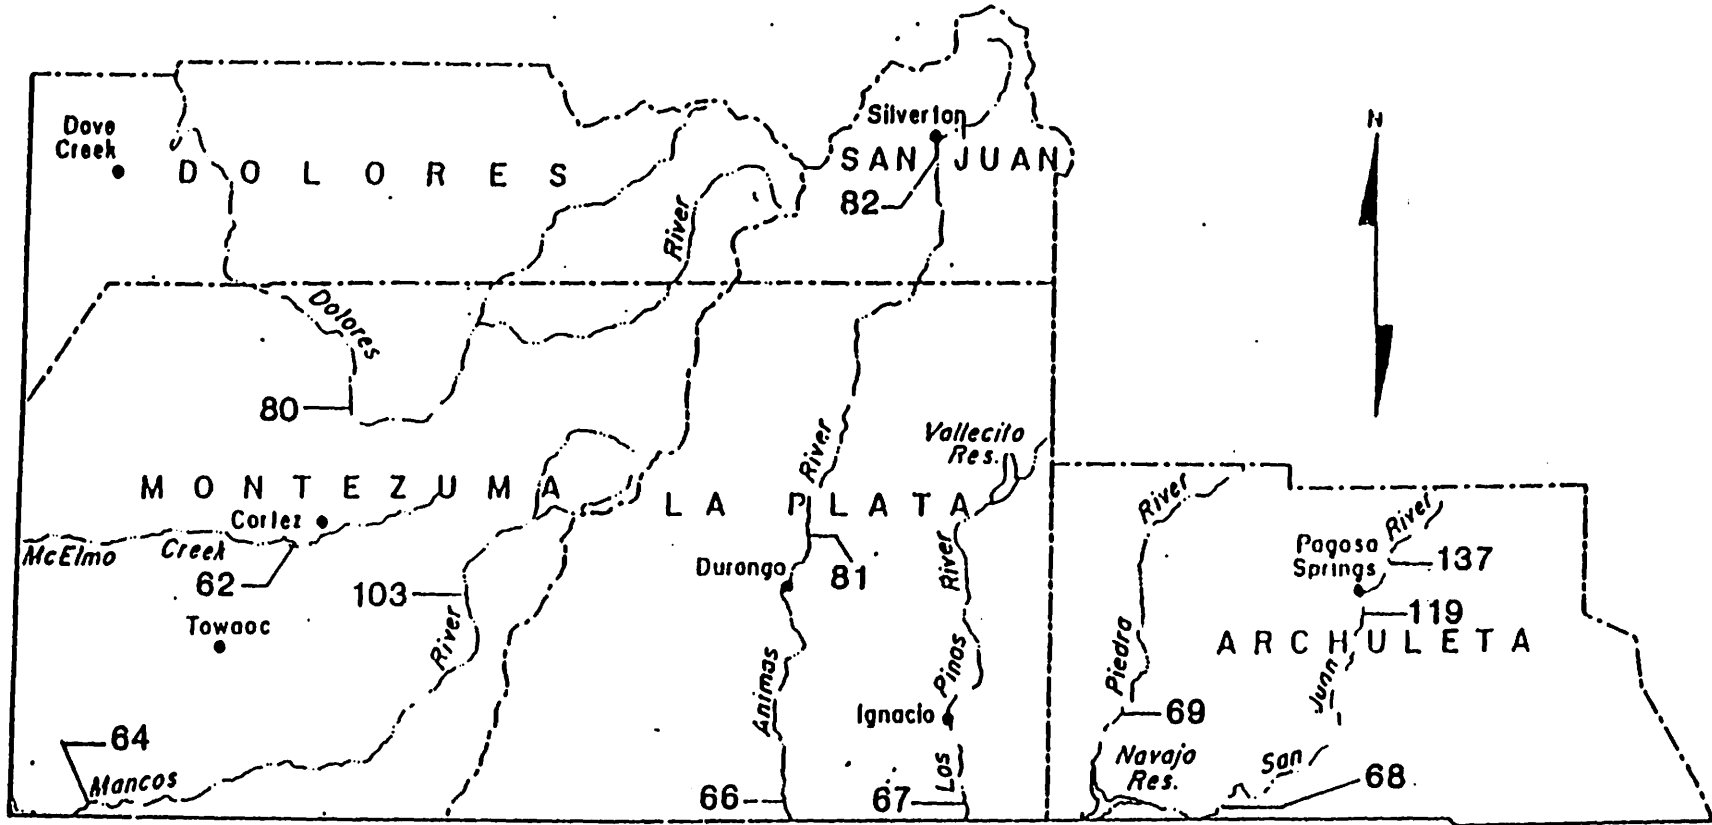 N
Dove
Creek
DOLORES
Silverton
SAN JUAN
82
River
Dolores
80
River
Vallecito
Res.
MONTEZUMA
LA PLATA
River
River
Cortez
McElmo Creek
62
103
Durango
81
River
Pagosa
Springs
137
119
Towaoc
River
ARCHULETA
Animas
Pinos
Piedra
Juan
Ignacio
69
64
Mancos
66
67
Los
Navajo
Res.
San
68